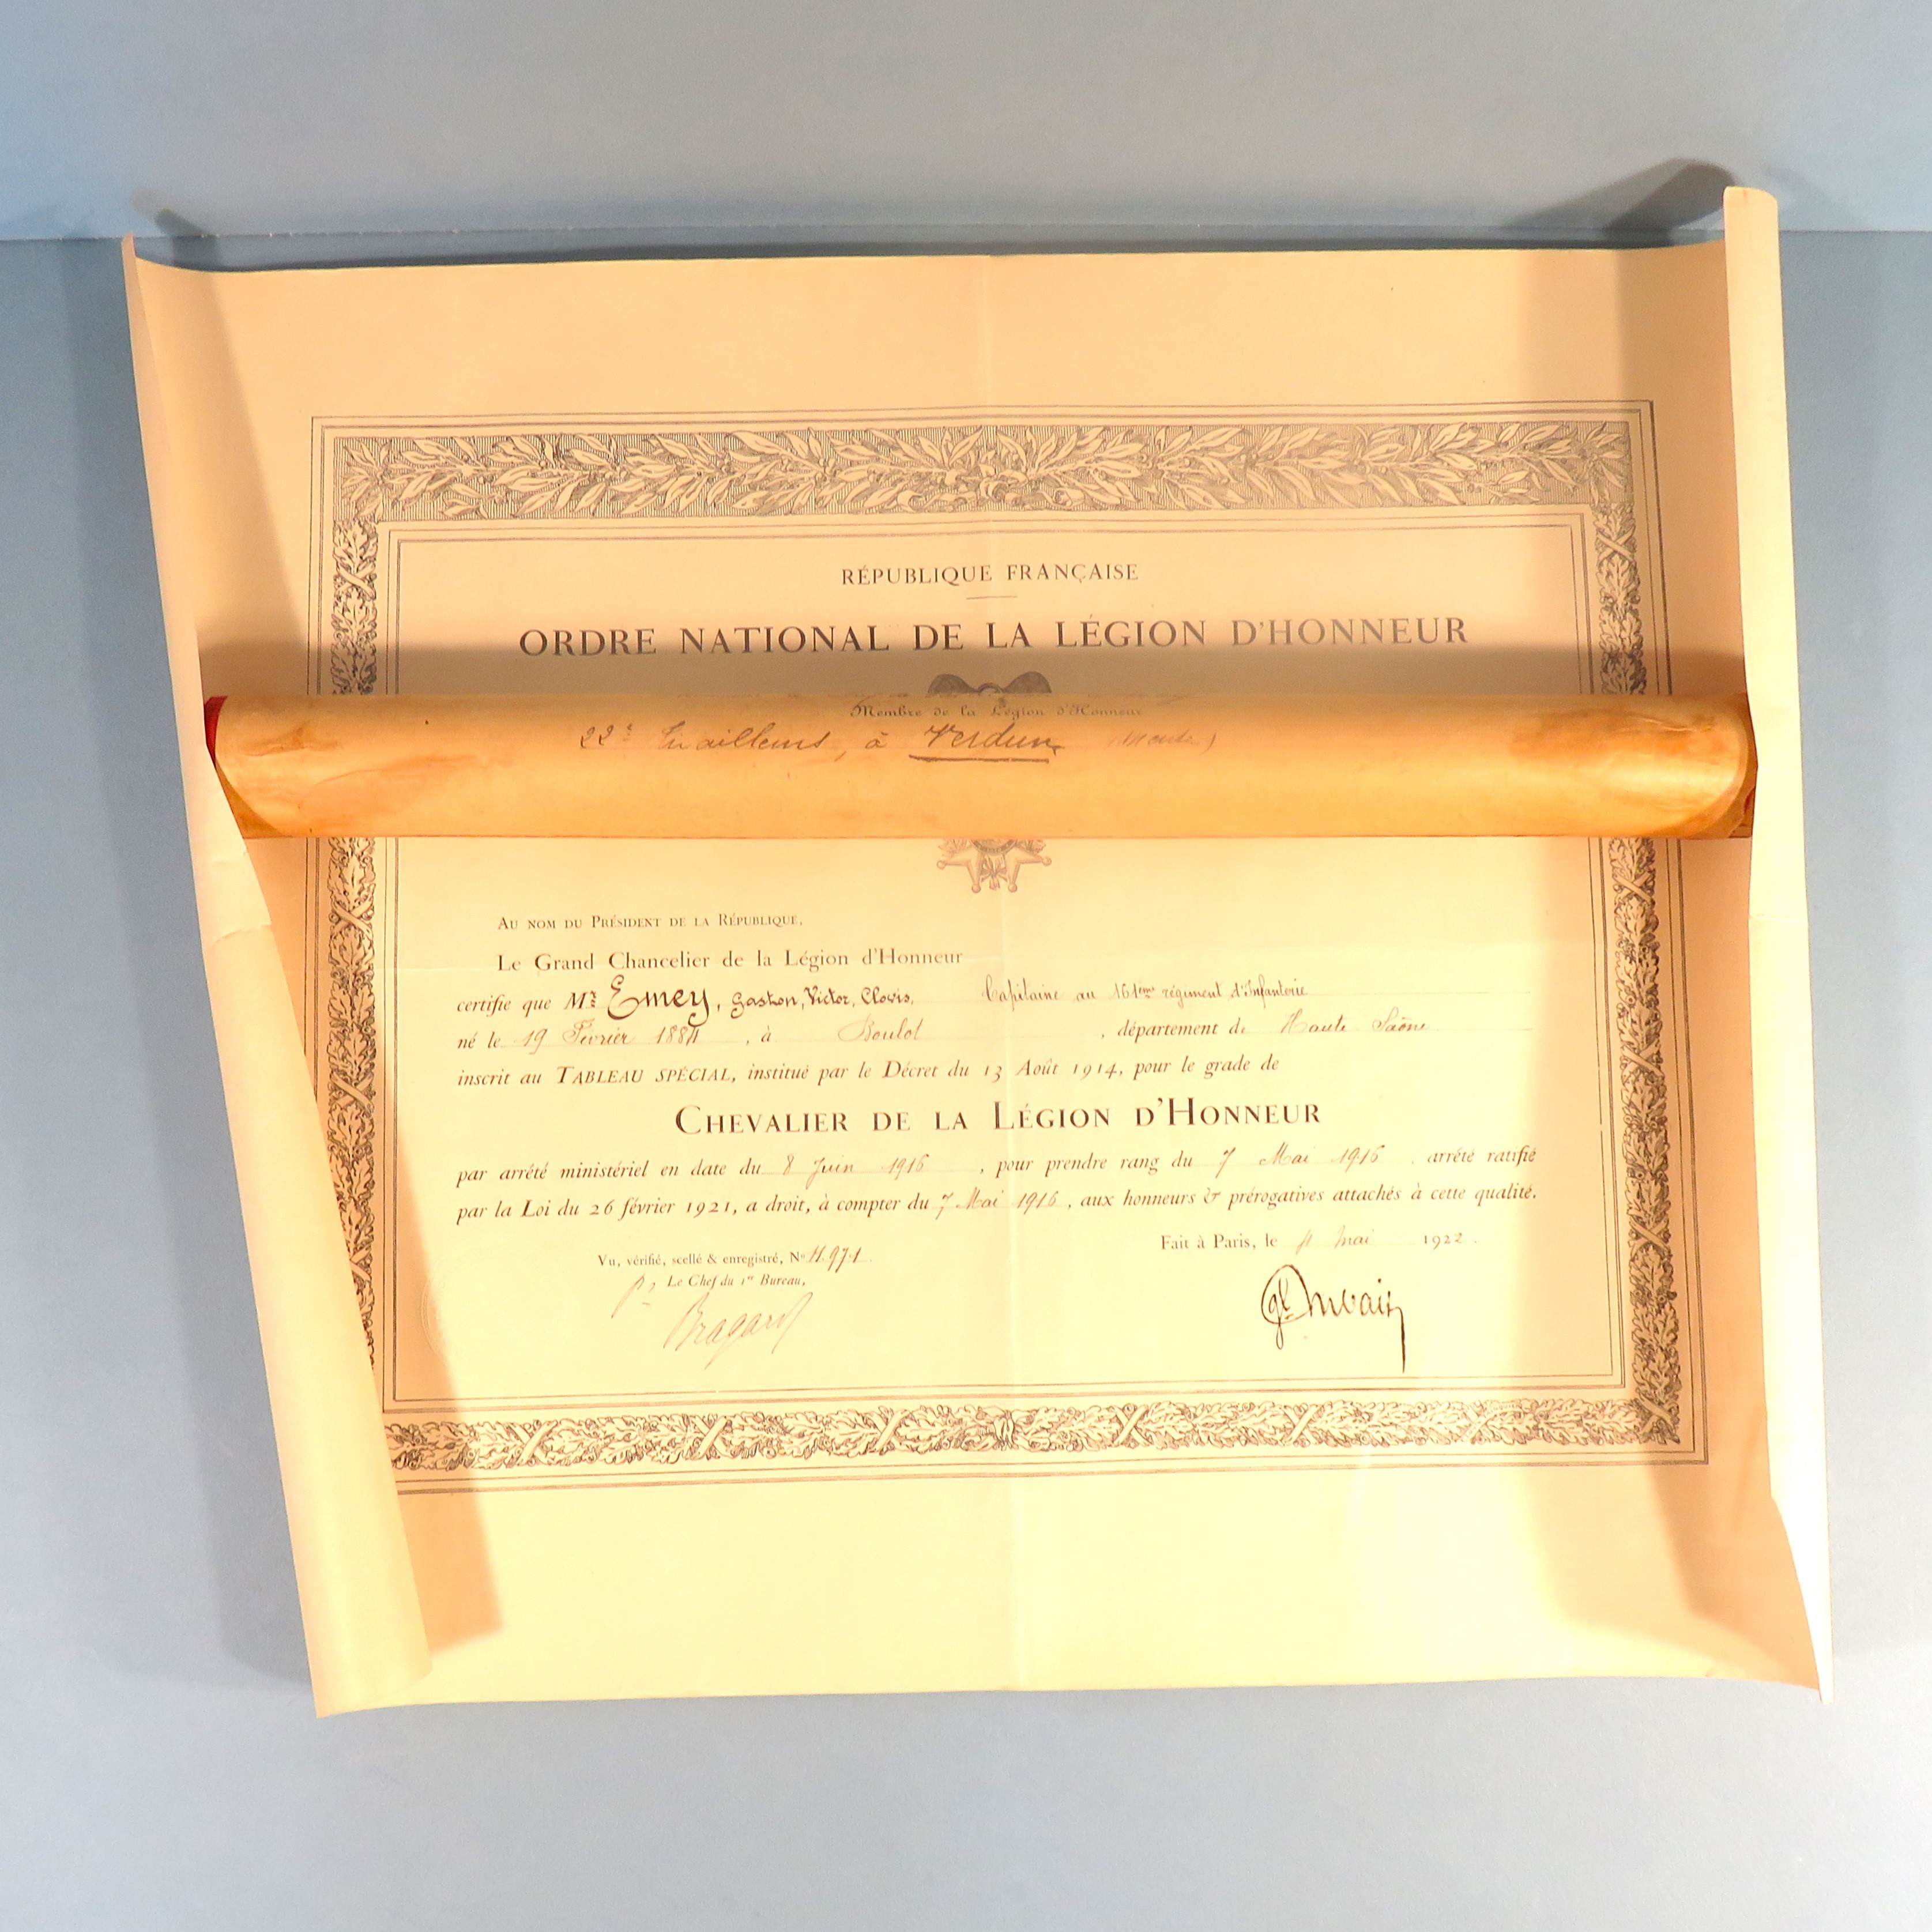 RÉPUBLIQUE FRANÇAISE
ORDRE NATIONAL DE LA LÉGION D'HONNEUR
Membre de la Légion d'Honneur
22e Tirailleurs, à Verdun (Meuse)
AU NOM DU PRÉSIDENT DE LA RÉPUBLIQUE,
Le Grand Chancelier de la Légion d'Honneur
certifie que Mr Emey, Gaston, Victor, Clovis, Capitaine au 161ème régiment d'Infanterie
né le 19 Février 1884, à Boulot, département de Haute Saône
inscrit au TABLEAU SPÉCIAL, institué par le Décret du 13 Août 1914, pour le grade de
CHEVALIER DE LA LÉGION D'HONNEUR
par arrêté ministériel en date du 8 Juin 1916, pour prendre rang du 7 Mai 1916, arrêté ratifié
par la Loi du 26 février 1921, a droit, à compter du 7 Mai 1916, aux honneurs & prérogatives attachés à cette qualité.
Fait à Paris, le 4 Mai 1922.
Vu, vérifié, scellé & enregistré, No 11.971
Le Chef du 1er Bureau,
Bragard